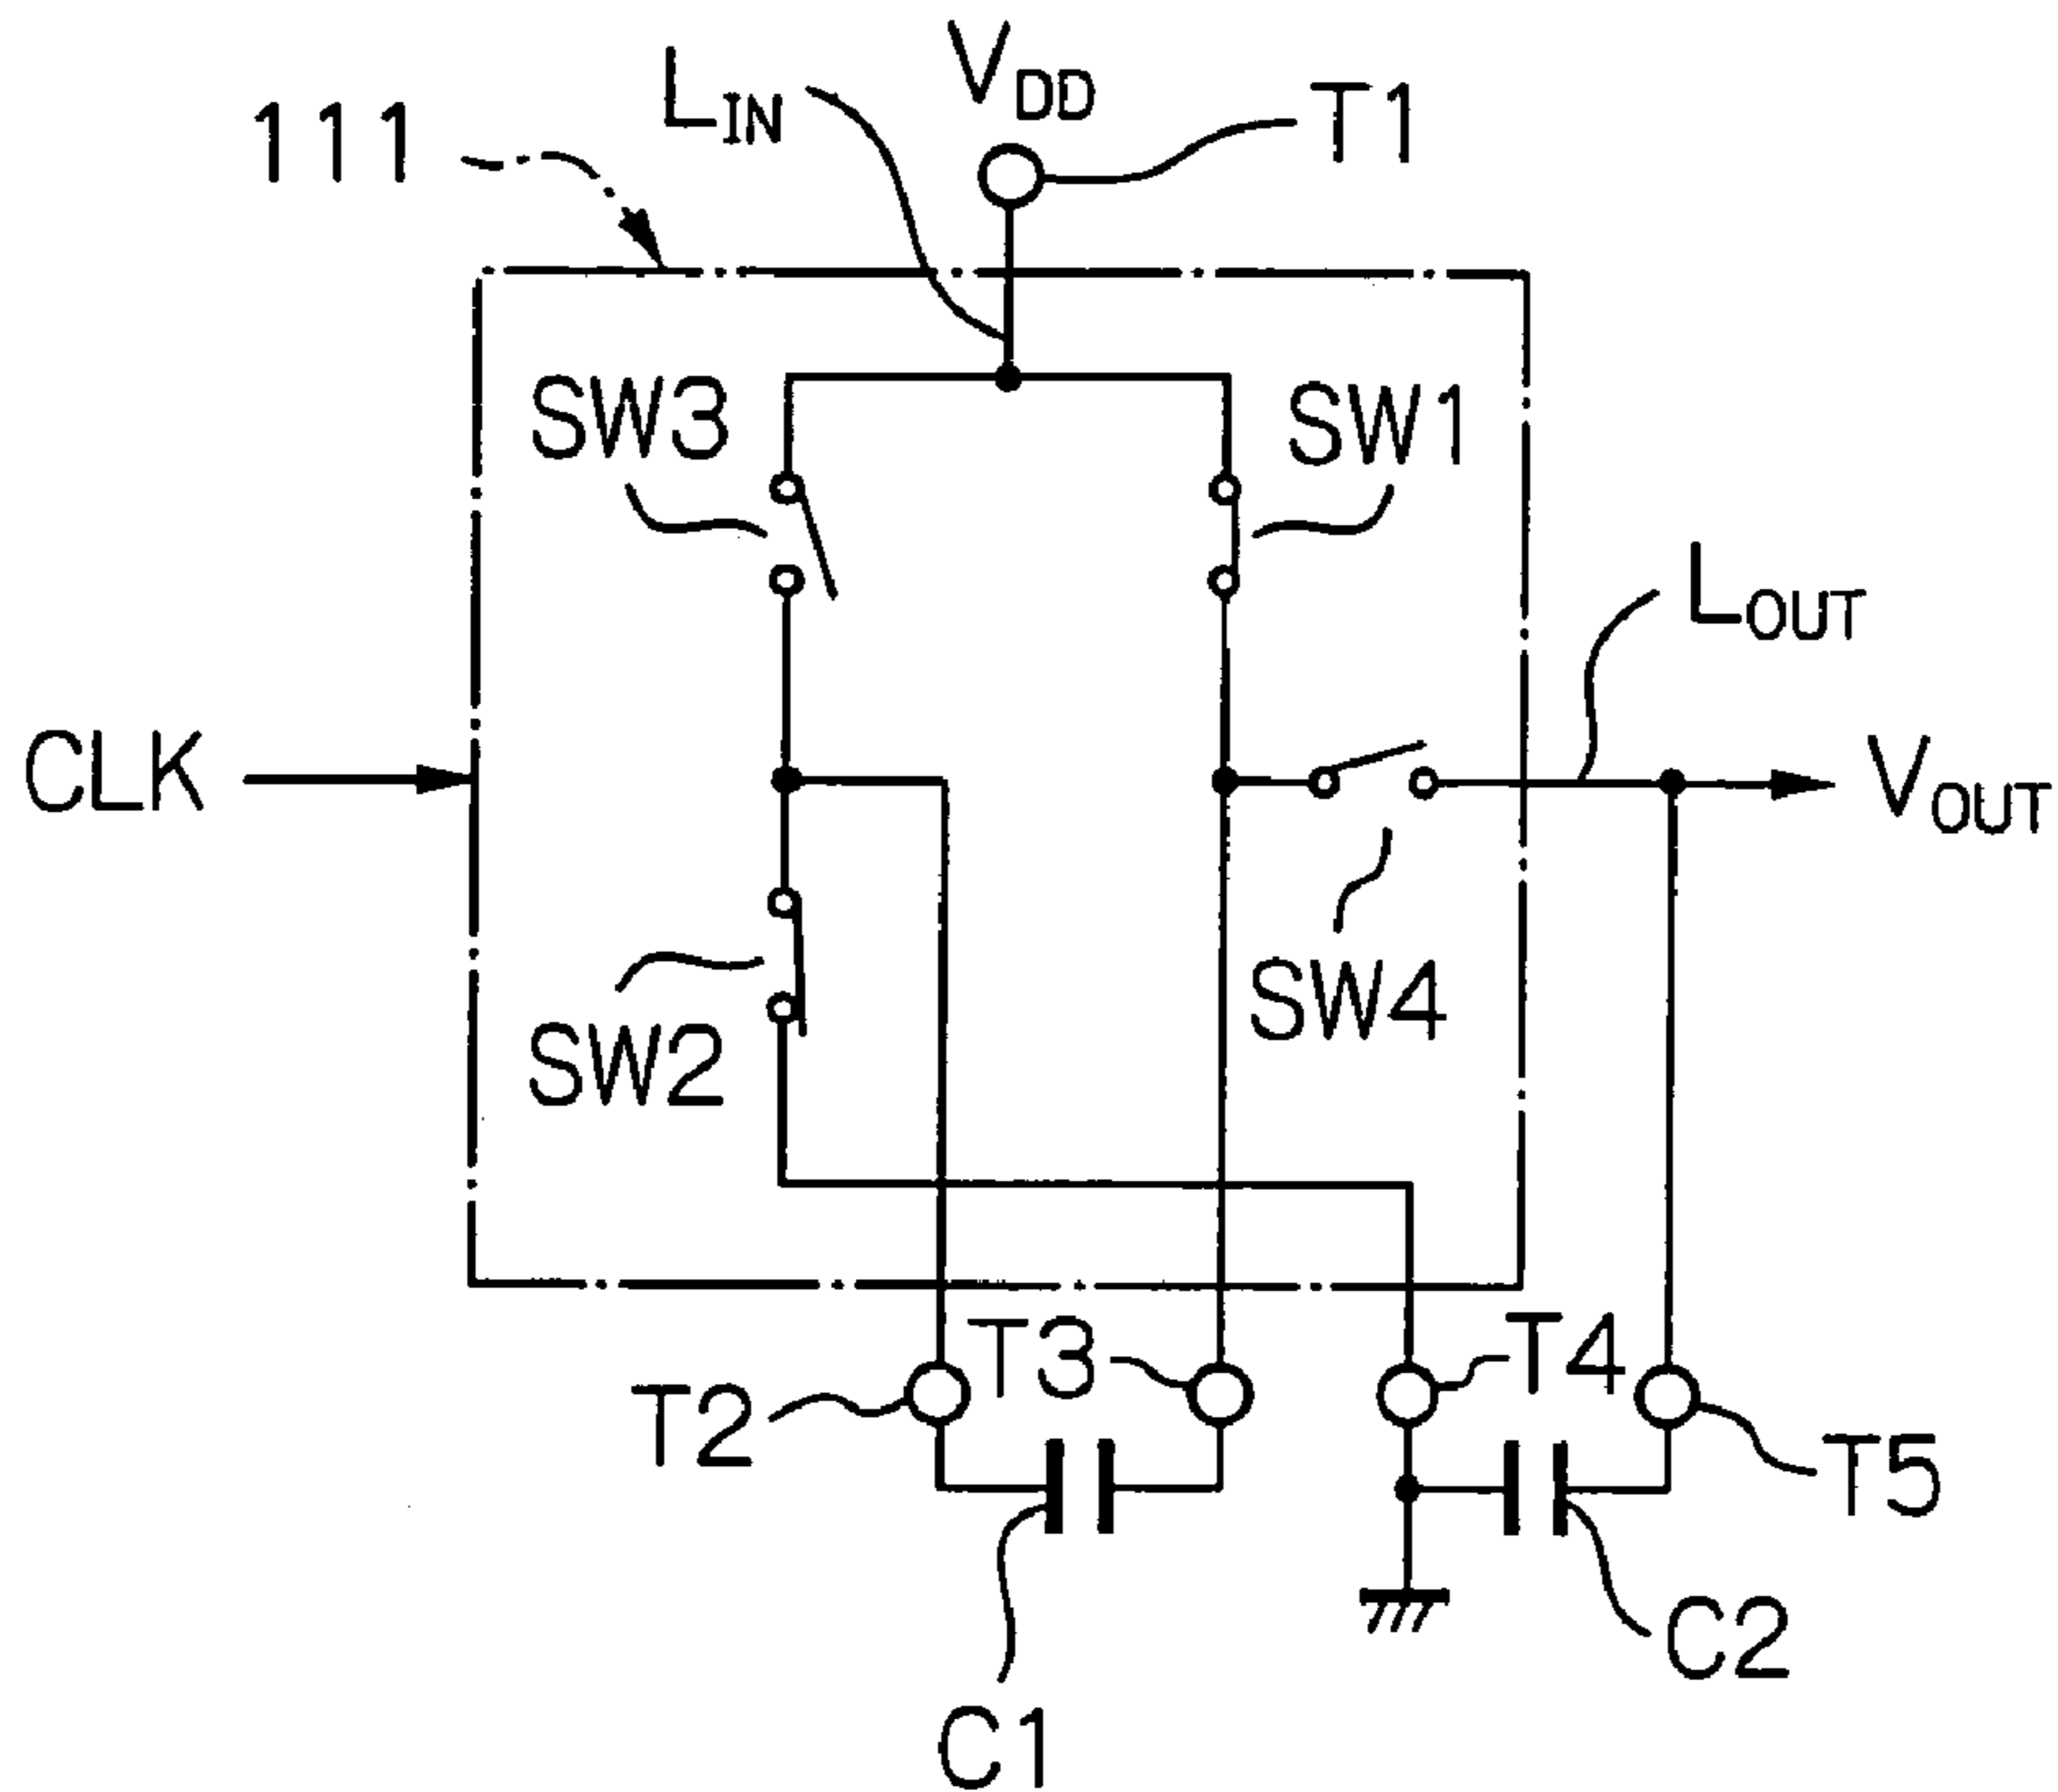 V_DD
L_IN
T1
111
SW3
SW1
L_OUT
CLK
V_OUT
SW4
SW2
T3
T4
T2
T5
C2
C1